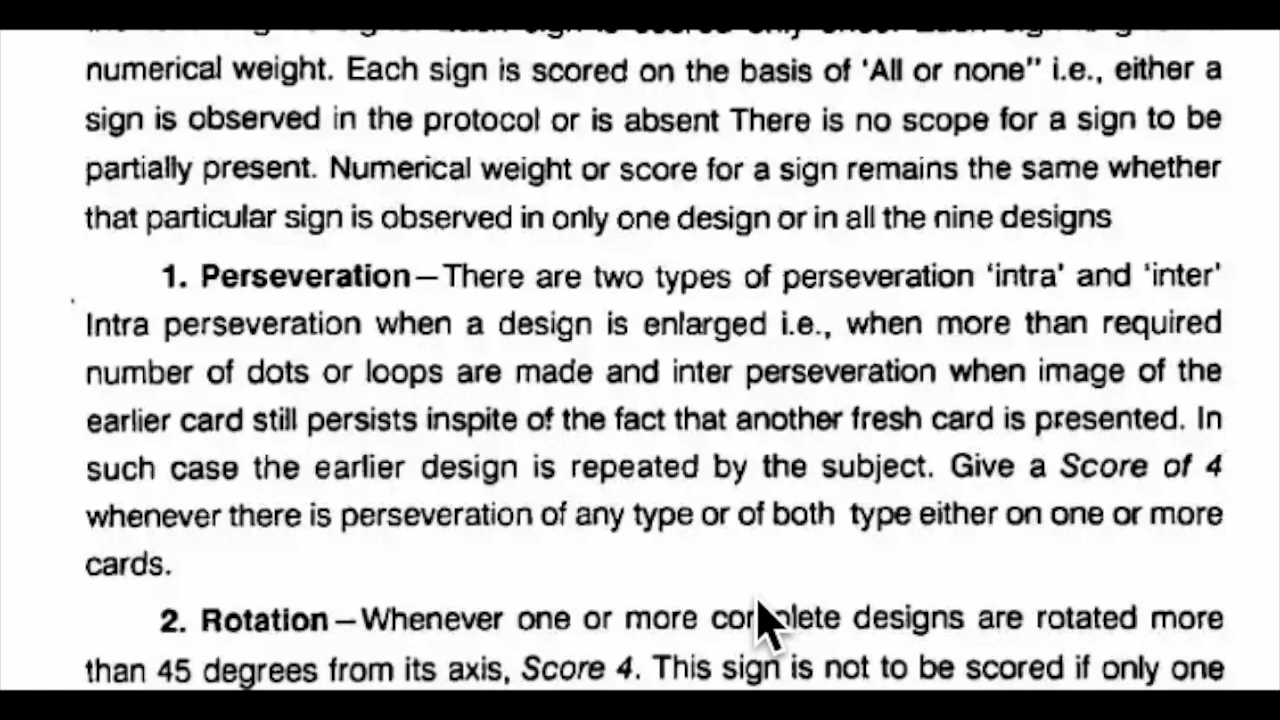 numerical weight. Each sign is scored on the basis of 'All or none" i.e., either a
sign is observed in the protocol or is absent There is no scope for a sign to be
partially present. Numerical weight or score for a sign remains the same whether
that particular sign is observed in only one design or in all the nine designs
1. Perseveration—There are two types of perseveration 'intra' and 'inter'
Intra perseveration when a design is enlarged i.e., when more than required
number of dots or loops are made and inter perseveration when image of the
earlier card still persists inspite of the fact that another fresh card is presented. In
such case the earlier design is repeated by the subject. Give a Score of 4
whenever there is perseveration of any type or of both type either on one or more
cards.
2. Rotation—Whenever one or more complete designs are rotated more
than 45 degrees from its axis, Score 4. This sign is not to be scored if only one